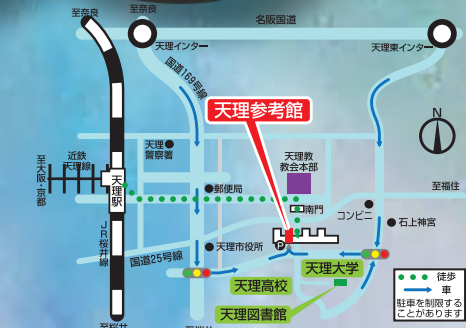 至奈良
至奈良
名阪国道
天理インター
天理東インター
国道169号線
天理参考館
N
天理
警察署
天理教
教会本部
近鉄
天理線
至大阪・京都
天理駅
至福住
郵便局
南門
コンビニ
石上神宮
P
JR桜井線
天理市役所
国道25号線
天理大学
天理高校
天理図書館
徒歩
車
駐車を制限する
ことがあります
至桜井